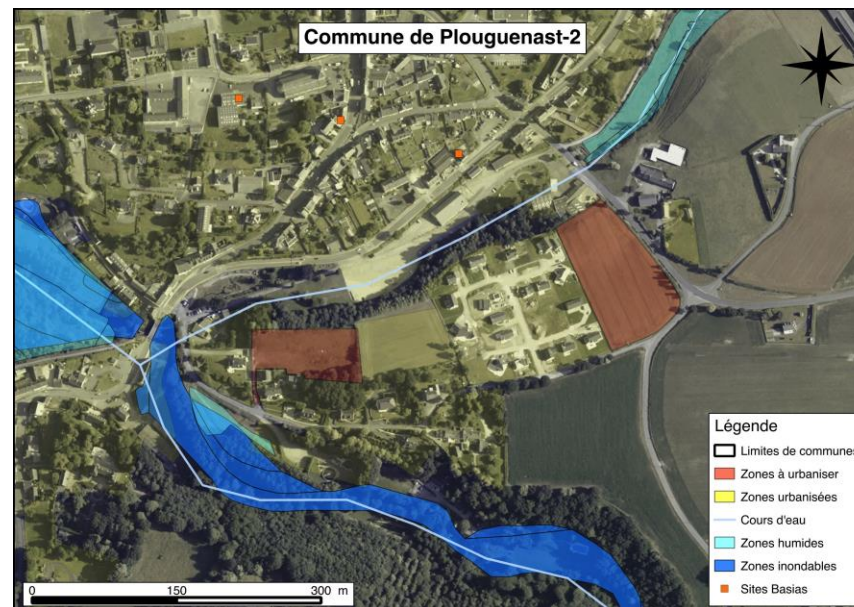 Commune de Plouguenast-2
Légende
Limites de communes
Zones à urbaniser
Zones urbanisées
Cours d'eau
Zones humides
Zones inondables
Sites Basias
0 150 300 m